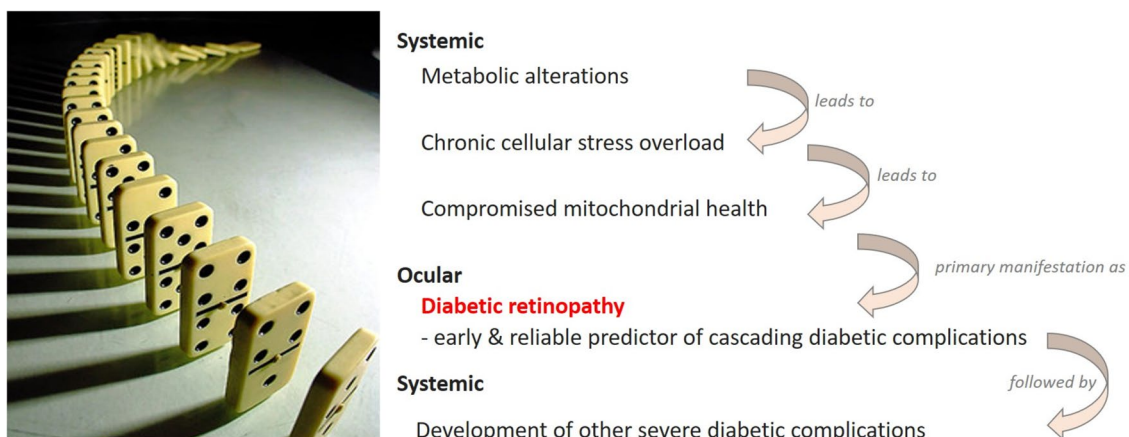 Systemic
Metabolic alterations
leads to
Chronic cellular stress overload
leads to
Compromised mitochondrial health
primary manifestation as
Ocular
Diabetic retinopathy
- early & reliable predictor of cascading diabetic complications
followed by
Systemic
Development of other severe diabetic complications